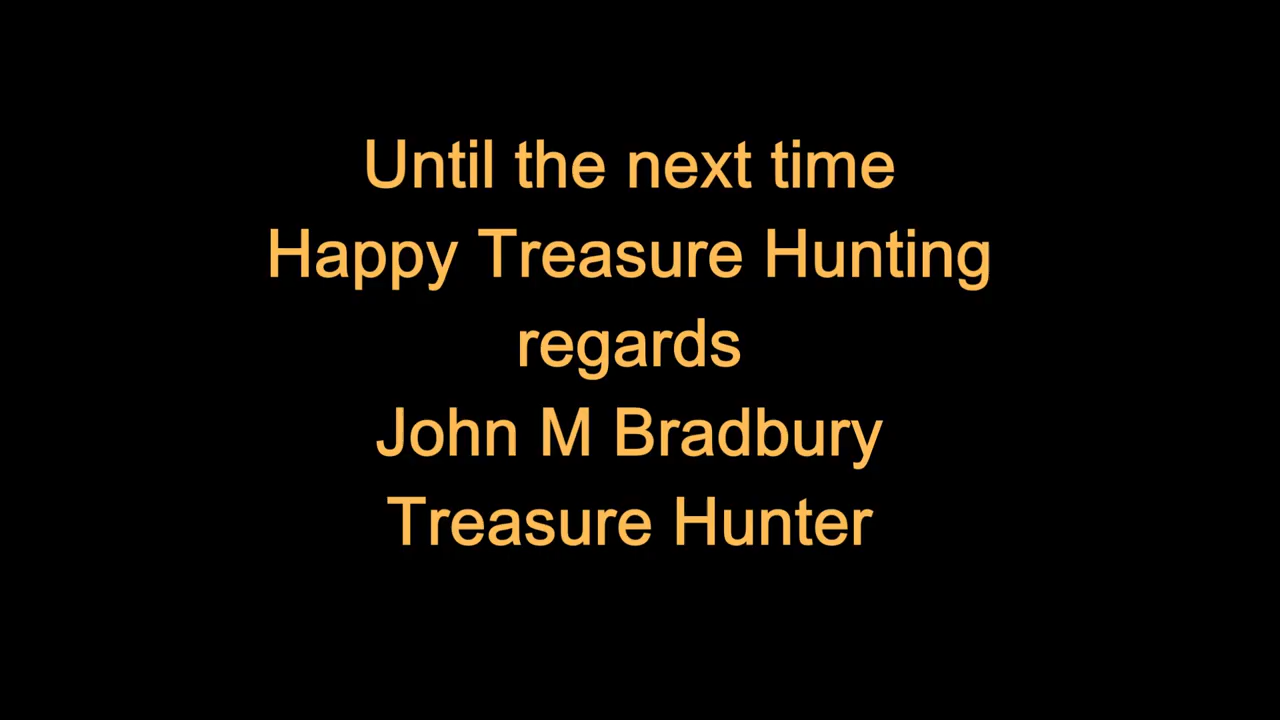 Until the next time
Happy Treasure Hunting
regards
John M Bradbury
Treasure Hunter